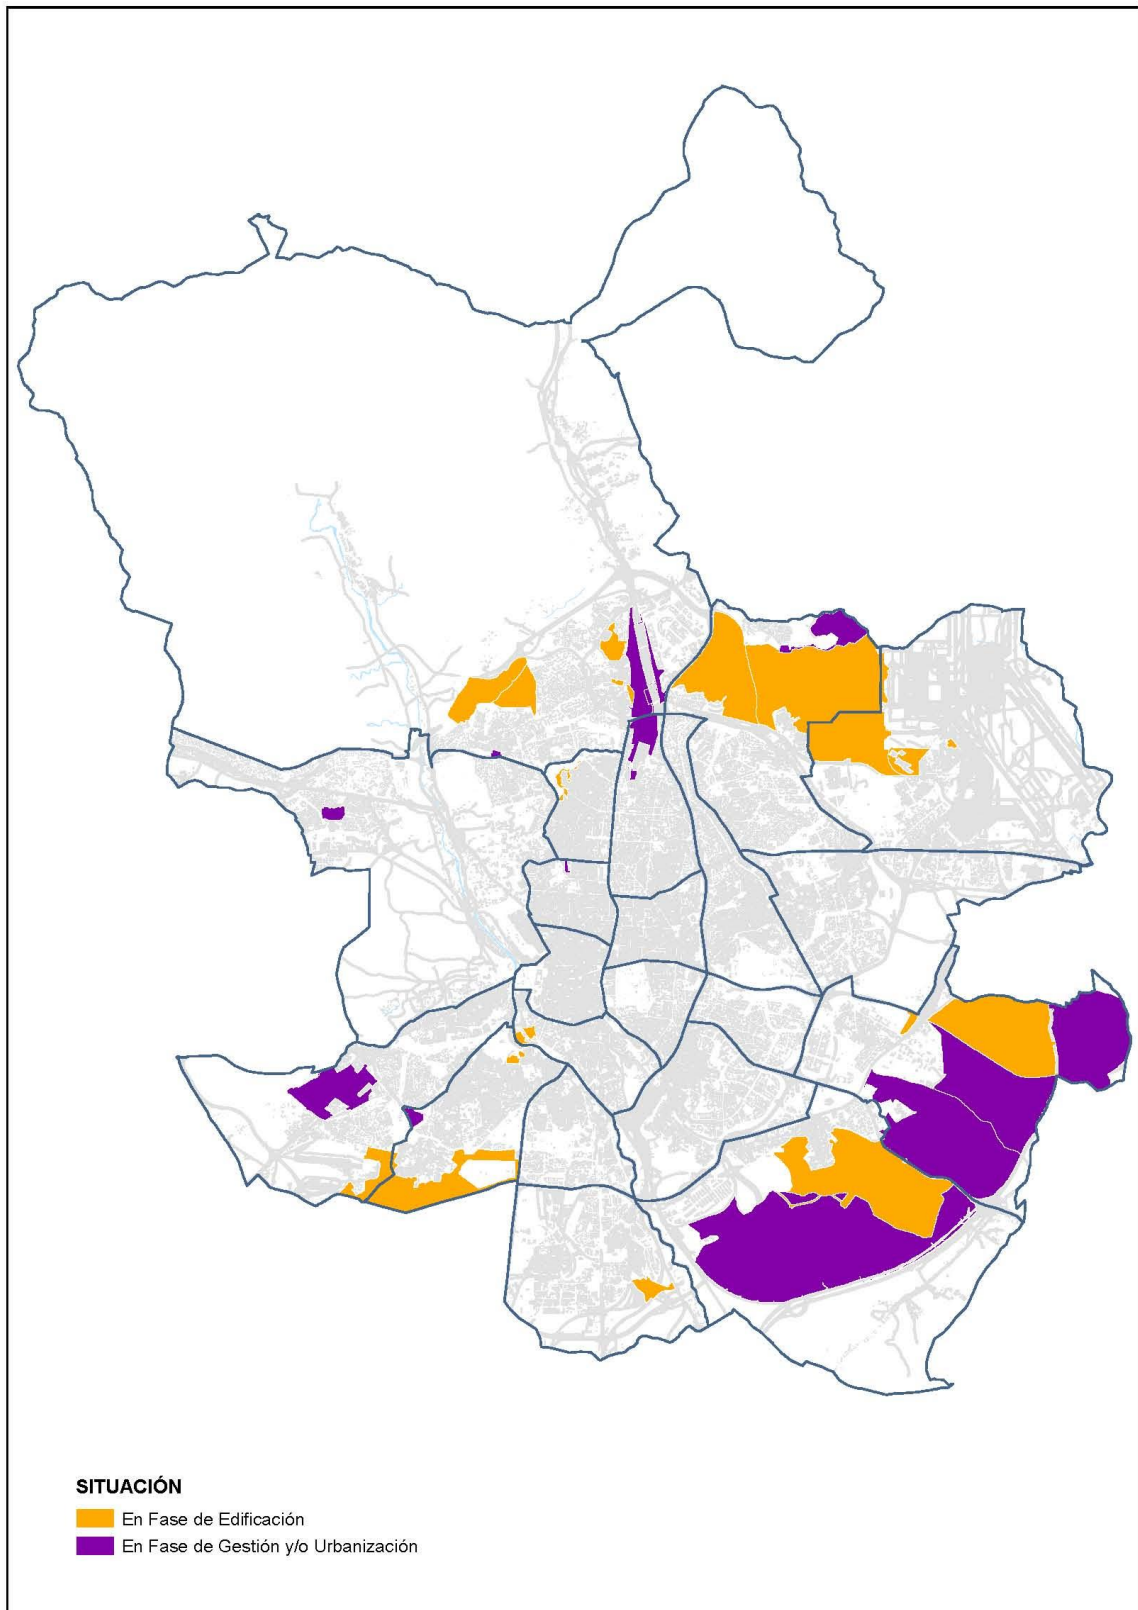 SITUACIÓN
En Fase de Edificación
En Fase de Gestión y/o Urbanización